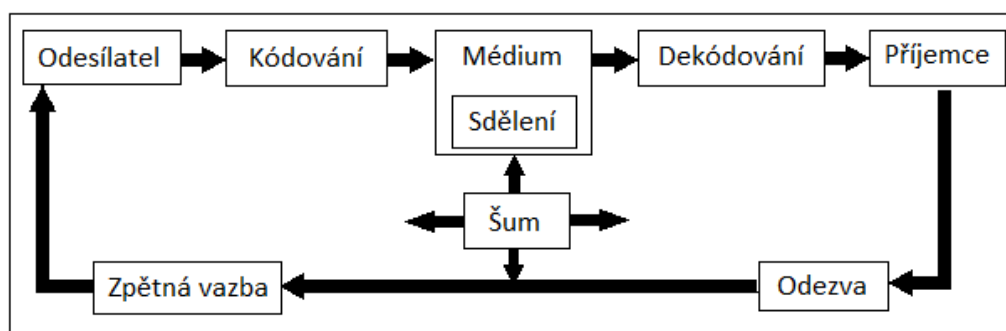 Odesílatel
Kódování
Médium
Dekódování
Příjemce
Sdělení
Šum
Zpětná vazba
Odezva